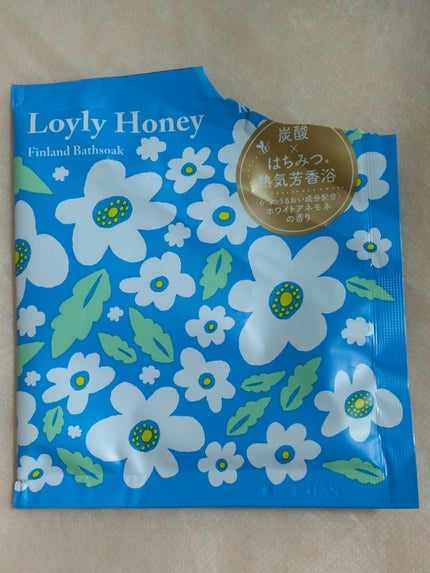 Loyly Honey
Finland Bathsoak
炭酸
×
はちみつ。
熱気芳香浴
うるおい成分配合
ホワイトアネモネ
の香り